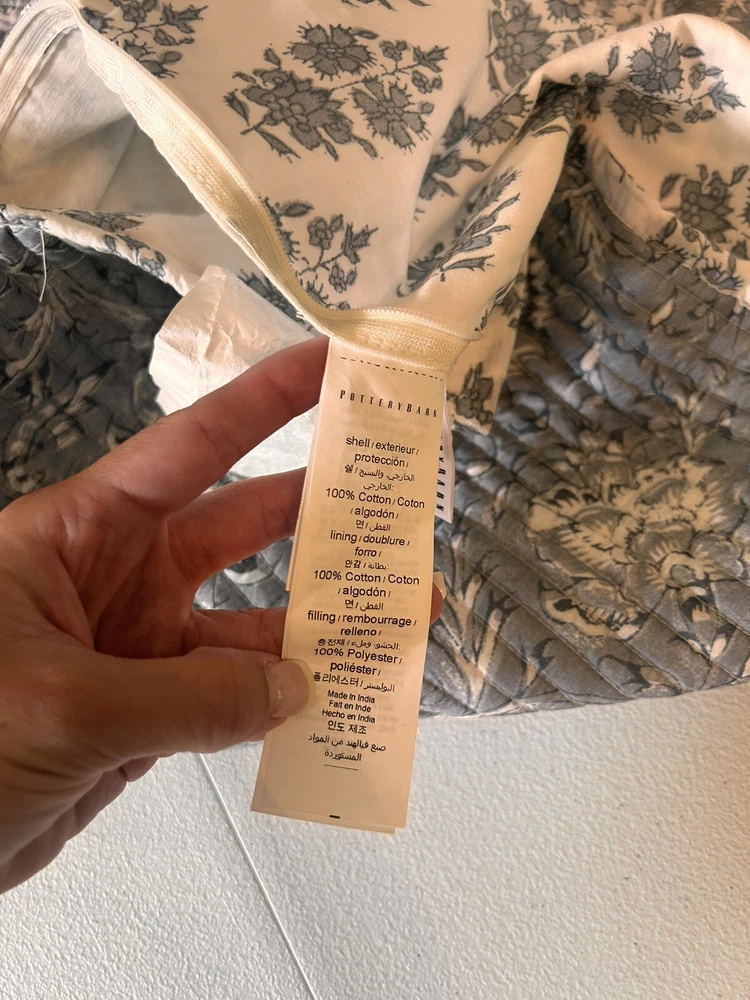 POTTERYBARN
shell / exterieur /
protección /
쉘 / الخارجي، والنسيج
الخارجي:
100% Cotton / Coton
/ algodón /
면 / القطن
lining / doublure /
forro /
안감 / بطانة:
100% Cotton / Coton
/ algodón /
면 / القطن
filling / rembourrage /
relleno /
충전재 / الحشو، وملء:
100% Polyester /
poliéster /
폴리에스터 / البوليستر
Made In India
Fait en Inde
Hecho en India
인도 제조
صنع فيالهند من المواد
المستوردة